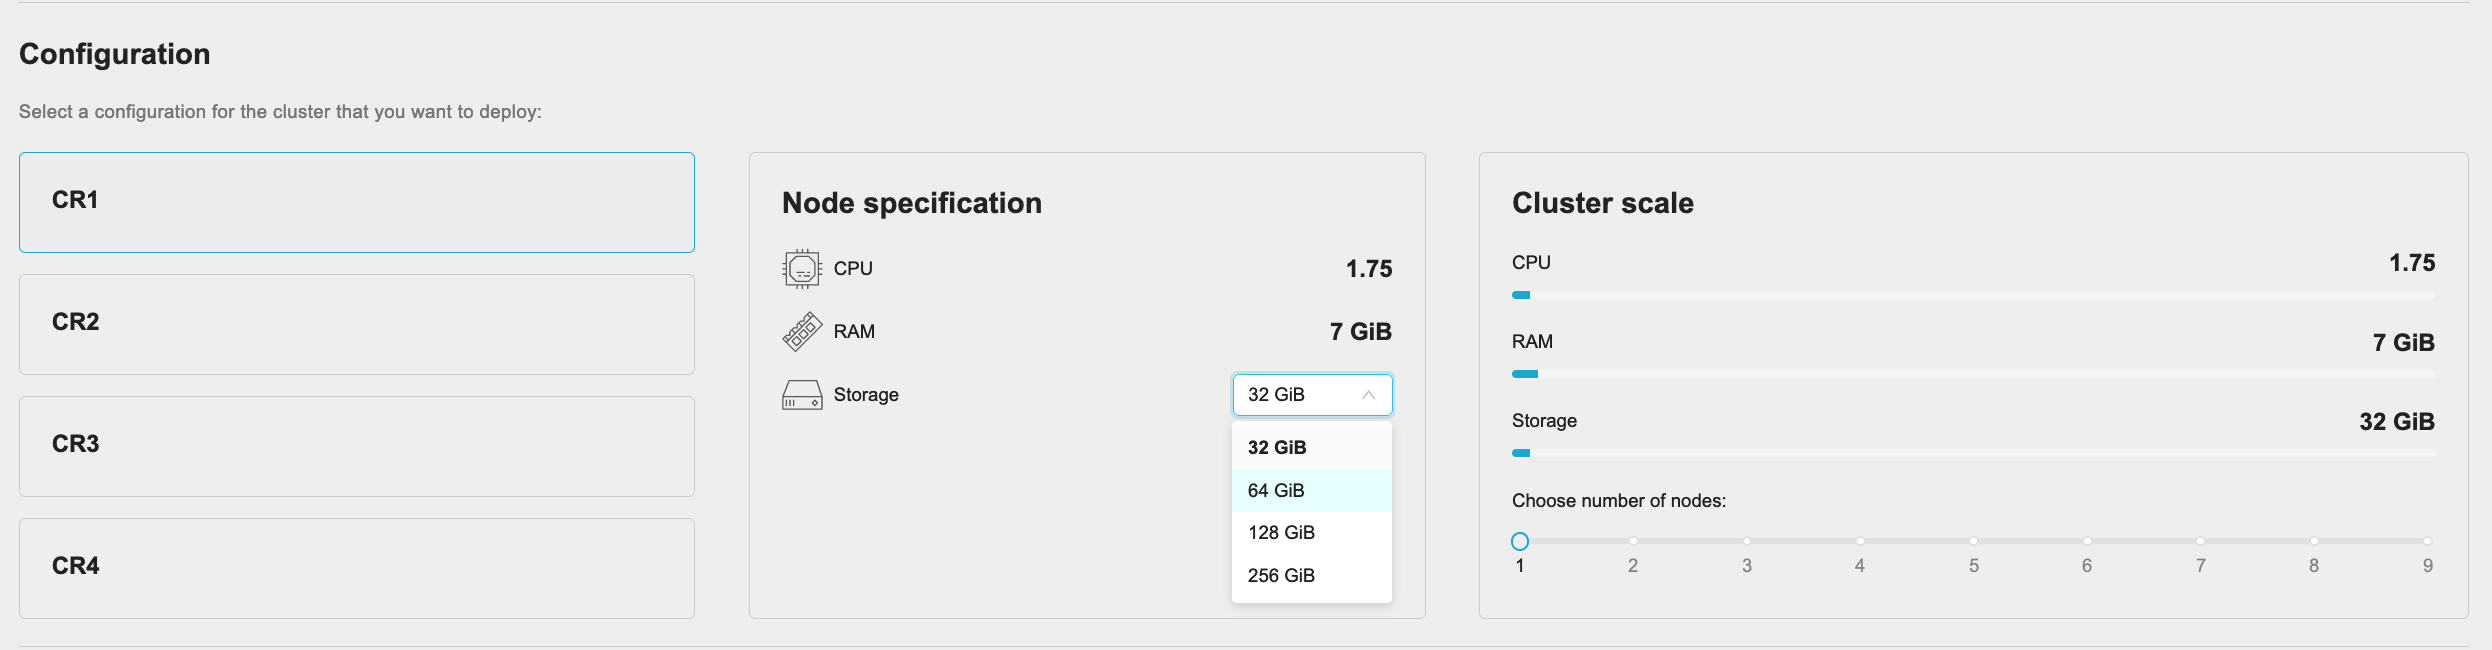 Configuration
Select a configuration for the cluster that you want to deploy:
CR1
CR2
CR3
CR4
Node specification
CPU 1.75
RAM 7 GiB
Storage 32 GiB
32 GiB
64 GiB
128 GiB
256 GiB
Cluster scale
CPU 1.75
RAM 7 GiB
Storage 32 GiB
Choose number of nodes:
1 2 3 4 5 6 7 8 9